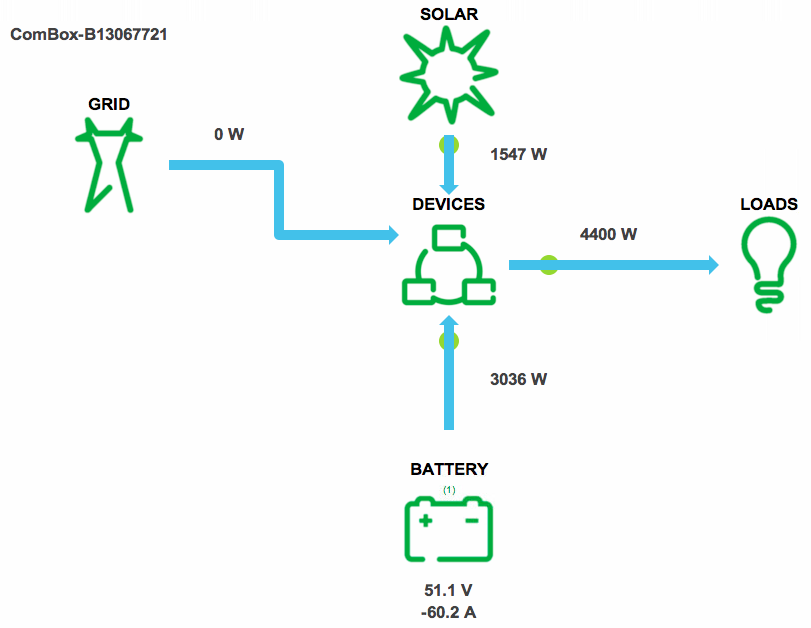 ComBox-B13067721
SOLAR
GRID
0 W
1547 W
DEVICES
LOADS
4400 W
3036 W
BATTERY
(1)
+ −
51.1 V
-60.2 A